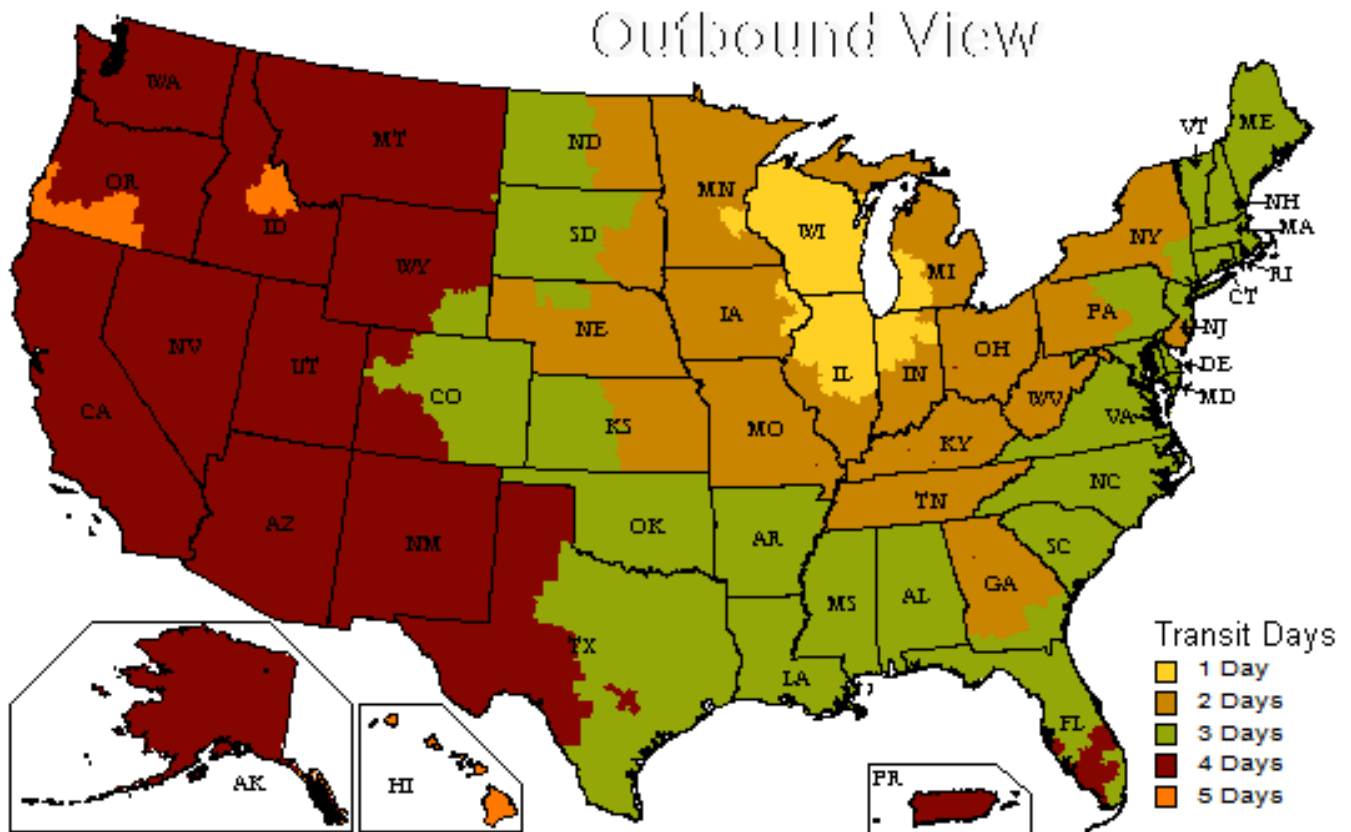 Outbound View
WA
MT
ND
MN
OR
ID
SD
WI
MI
VT
ME
NH
MA
NY
RI
CT
WY
NE
IA
PA
NJ
NV
UT
CO
IL
IN
OH
DE
MD
CA
KS
MO
WV
VA
KY
AZ
NM
OK
AR
TN
NC
SC
MS
AL
GA
TX
LA
FL
AK
HI
PR
Transit Days
1 Day
2 Days
3 Days
4 Days
5 Days